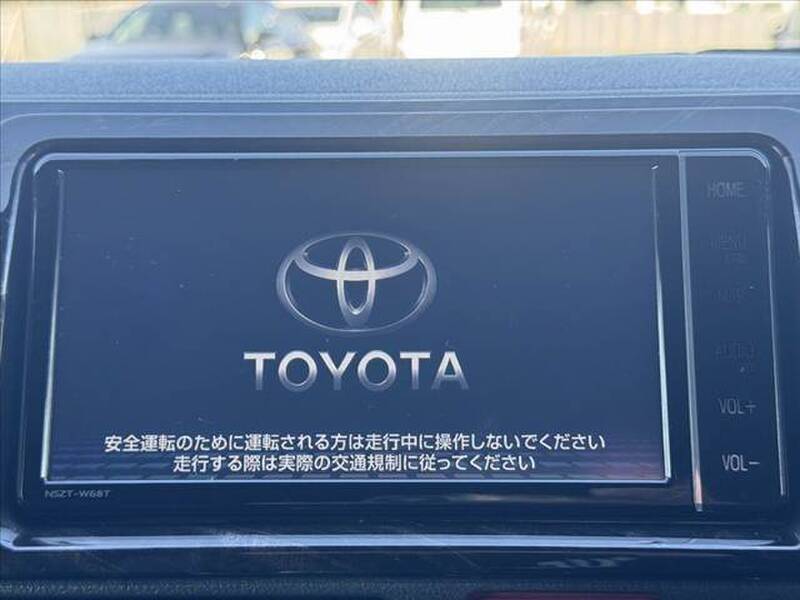 HOME
MENU
AUDIO
VOL+
VOL-
TOYOTA
安全運転のために運転される方は走行中に操作しないでください
走行する際は実際の交通規制に従ってください
NSZT-W68T